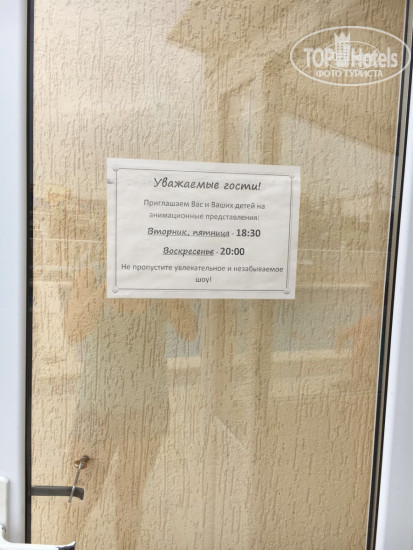 TOP Hotels
ФОТО ТУРИСТА
Уважаемые гости!
Приглашаем Вас и Ваших детей на
анимационные представления:
Вторник, пятница - 18:30
Воскресенье - 20:00
Не пропустите увлекательное и незабываемое
шоу!